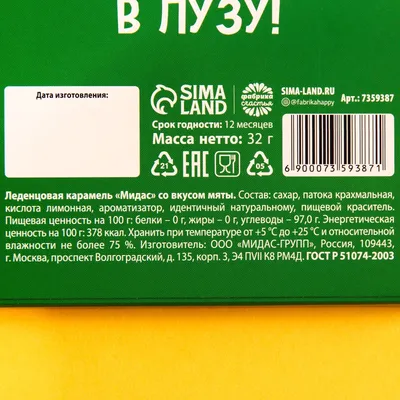 В ЛУЗУ!
Дата изготовления:
SIMA LAND
фабрика счастья
SIMA-LAND.RU
@fabrikahappy
Арт.: 7359387
Срок годности: 12 месяцев
Масса нетто: 32 г
21
EAC
05
6 900073 593871
Леденцовая карамель «Мидас» со вкусом мяты. Состав: сахар, патока крахмальная,
кислота лимонная, ароматизатор, идентичный натуральному, пищевой краситель.
Пищевая ценность на 100 г: белки – 0 г, жиры – 0 г, углеводы – 97,0 г. Энергетическая
ценность на 100 г: 378 ккал. Хранить при температуре от +5 °С до +25 °С и относительной
влажности не более 75 %. Изготовитель: ООО «МИДАС-ГРУПП», Россия, 109443,
г. Москва, проспект Волгоградский, д. 135, корп. 3, Э4 ПVII К8 РМ4Д. ГОСТ Р 51074-2003